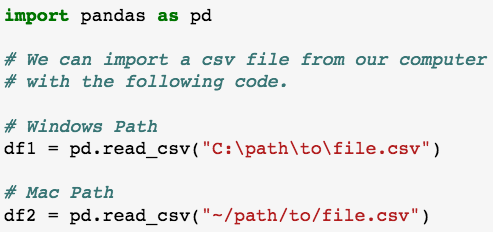 import pandas as pd
# We can import a csv file from our computer
# with the following code.
# Windows Path
df1 = pd.read_csv("C:\path\to\file.csv")
# Mac Path
df2 = pd.read_csv("~/path/to/file.csv")